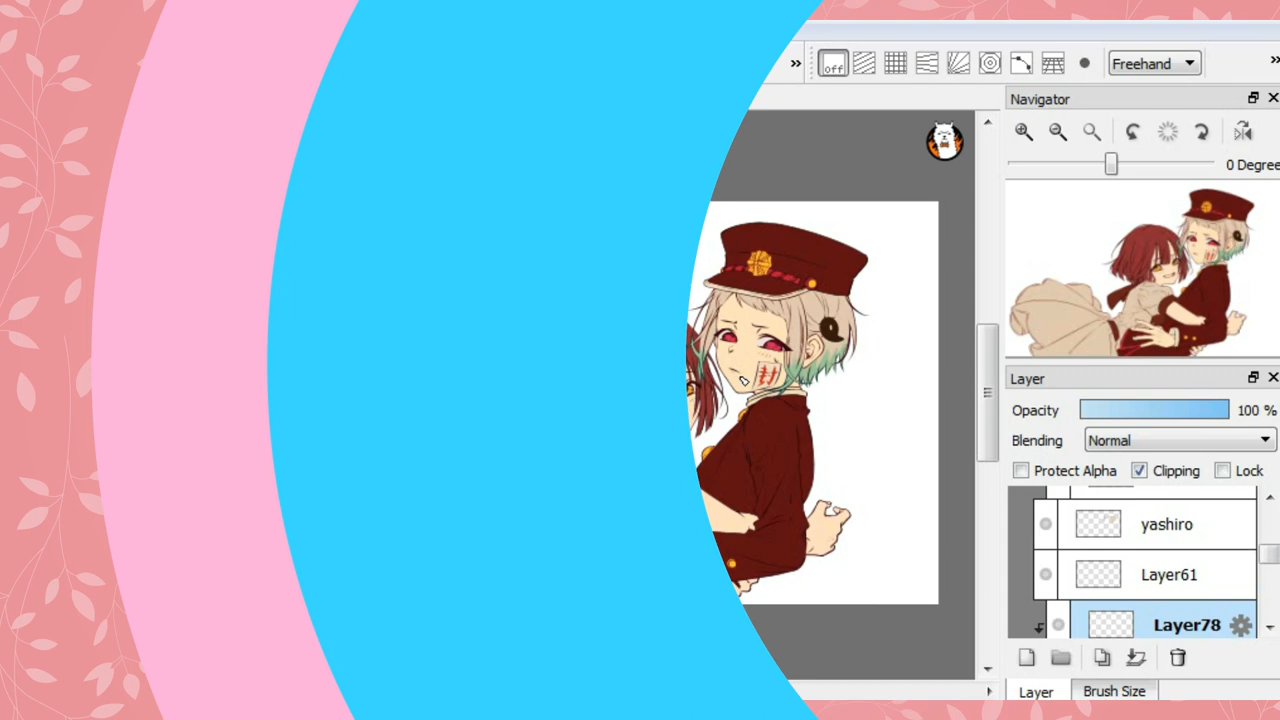 »
off
Freehand
»
Navigator
0 Degree
Layer
Opacity
100 %
Blending
Normal
Protect Alpha
Clipping
Lock
yashiro
Layer61
Layer78
Layer
Brush Size